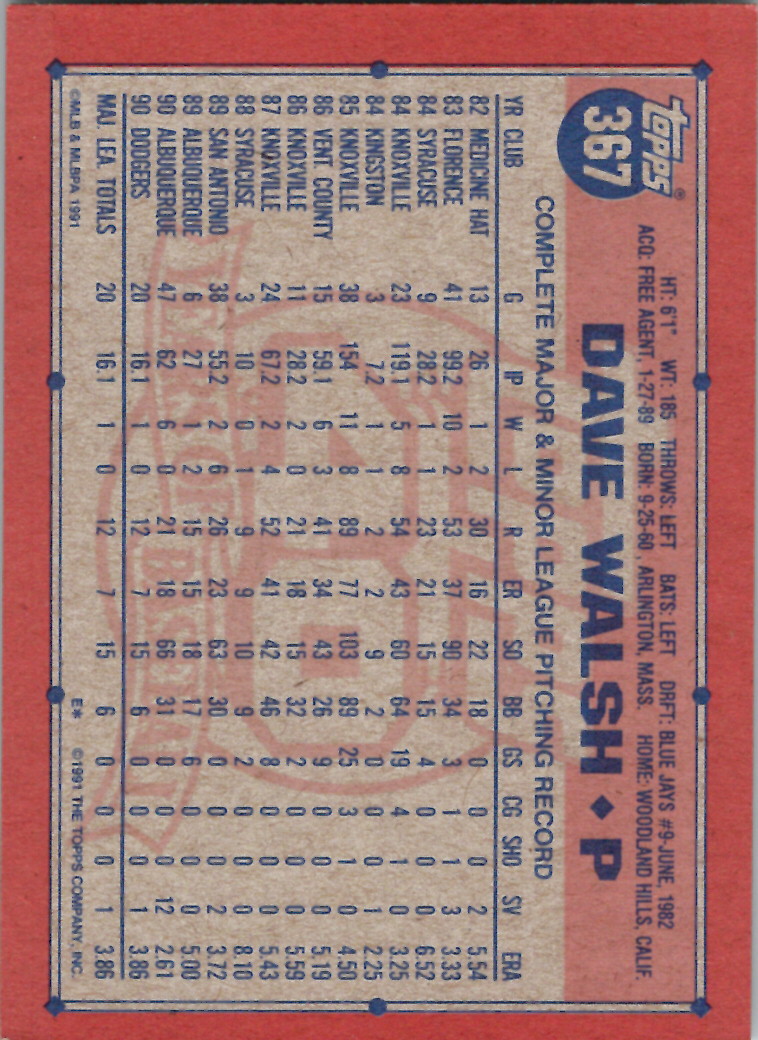 topps®
367
HT: 6'1" WT: 185 THROWS: LEFT BATS: LEFT DRFT: BLUE JAYS #9-JUNE, 1982
ACQ: FREE AGENT, 1-27-89 BORN: 9-25-60, ARLINGTON, MASS. HOME: WOODLAND HILLS, CALIF.
DAVE WALSH ♦ P
COMPLETE MAJOR & MINOR LEAGUE PITCHING RECORD
YR CLUB G IP W L R ER SO BB GS CG SHO SV ERA
82 MEDICINE HAT 13 26 1 2 30 16 22 18 0 0 0 2 5.54
83 FLORENCE 41 99.2 10 2 53 37 90 34 3 1 1 3 3.33
84 SYRACUSE 9 28.2 1 1 23 21 15 15 4 0 0 0 6.52
84 KNOXVILLE 23 119.1 5 8 54 43 60 64 19 4 1 0 3.25
84 KINGSTON 3 7.2 1 1 2 2 9 2 0 0 0 1 2.25
85 KNOXVILLE 38 154 11 8 89 77 103 89 25 3 1 0 4.50
86 VENT. COUNTY 15 59.1 6 3 41 34 43 26 9 0 0 0 5.19
86 KNOXVILLE 11 28.2 2 0 21 18 15 32 2 0 0 0 5.59
87 KNOXVILLE 24 67.2 2 4 52 41 42 46 8 0 0 0 5.43
88 SYRACUSE 3 10 0 1 9 9 10 9 2 0 0 0 8.10
89 SAN ANTONIO 38 55.2 2 6 26 23 63 30 0 0 0 2 3.72
89 ALBUQUERQUE 6 27 1 2 15 15 18 17 6 0 0 0 5.00
90 ALBUQUERQUE 47 62 6 0 21 18 66 31 0 0 0 12 2.61
90 DODGERS 20 16.1 1 0 12 7 15 6 0 0 0 1 3.86
MAJ. LEA. TOTALS 20 16.1 1 0 12 7 15 6 0 0 0 1 3.86
©MLB & MLBPA 1991 E* ©1991 THE TOPPS COMPANY, INC.
40
YEARS OF BASEBALL